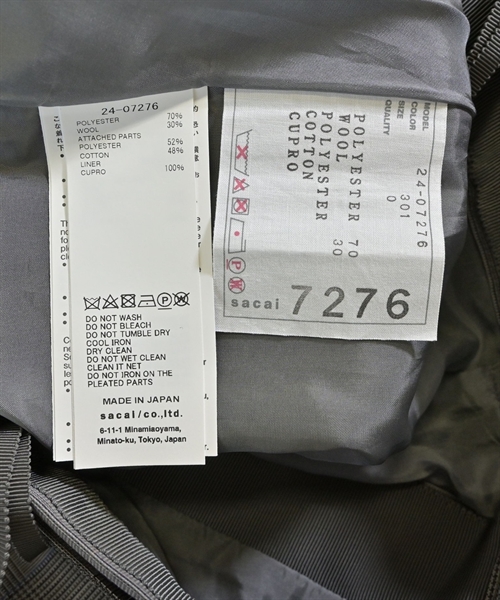 24-07276
POLYESTER 70%
WOOL 30%
ATTACHED PARTS
POLYESTER 52%
COTTON 48%
LINER
CUPRO 100%
P W
DO NOT WASH
DO NOT BLEACH
DO NOT TUMBLE DRY
COOL IRON
DRY CLEAN
DO NOT WET CLEAN
CLEAN IT NET
DO NOT IRON ON THE
PLEATED PARTS
MADE IN JAPAN
sacai/co.,ltd.
6-11-1 Minamiaoyama,
Minato-ku, Tokyo, Japan
MODEL 24-07276
COLOR 301
SIZE 0
QUALITY
POLYESTER 70
WOOL 30
POLYESTER
COTTON
CUPRO
P W
sacai 7276